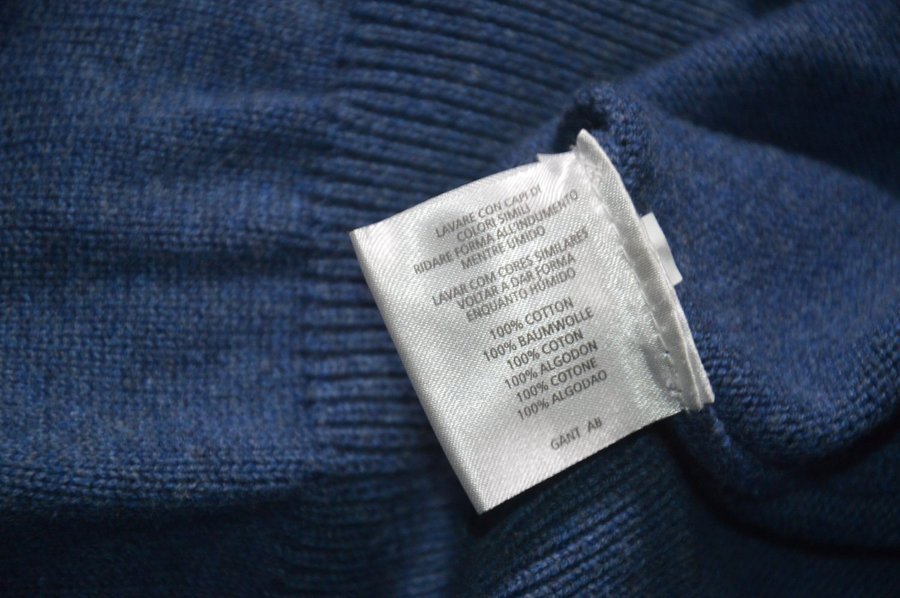 LAVARE CON CAPI DI
COLORI SIMILI
RIDARE FORMA ALL'INDUMENTO
MENTRE UMIDO
LAVAR COM CORES SIMILARES
VOLTAR A DAR FORMA
ENQUANTO HÚMIDO
100% COTTON
100% BAUMWOLLE
100% COTON
100% ALGODON
100% COTONE
100% ALGODAO
GANT AB